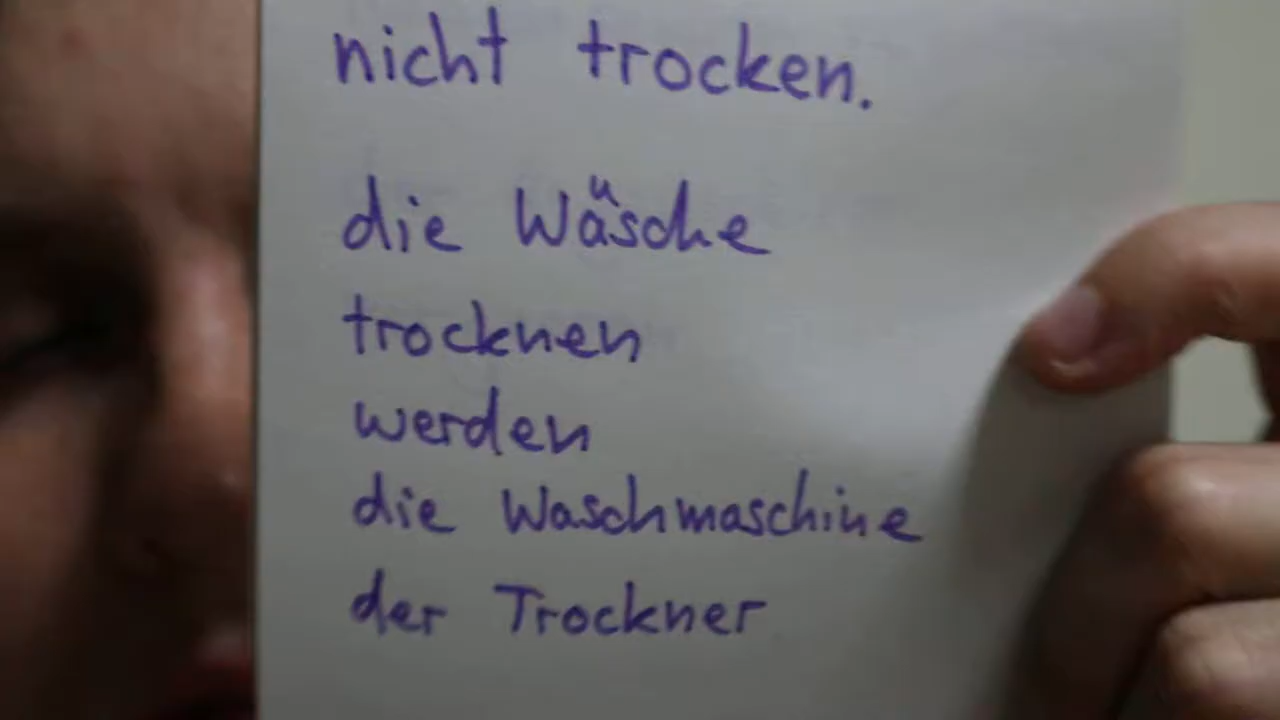 nicht trocken.
die Wäsche
trocknen
werden
die Waschmaschine
der Trockner